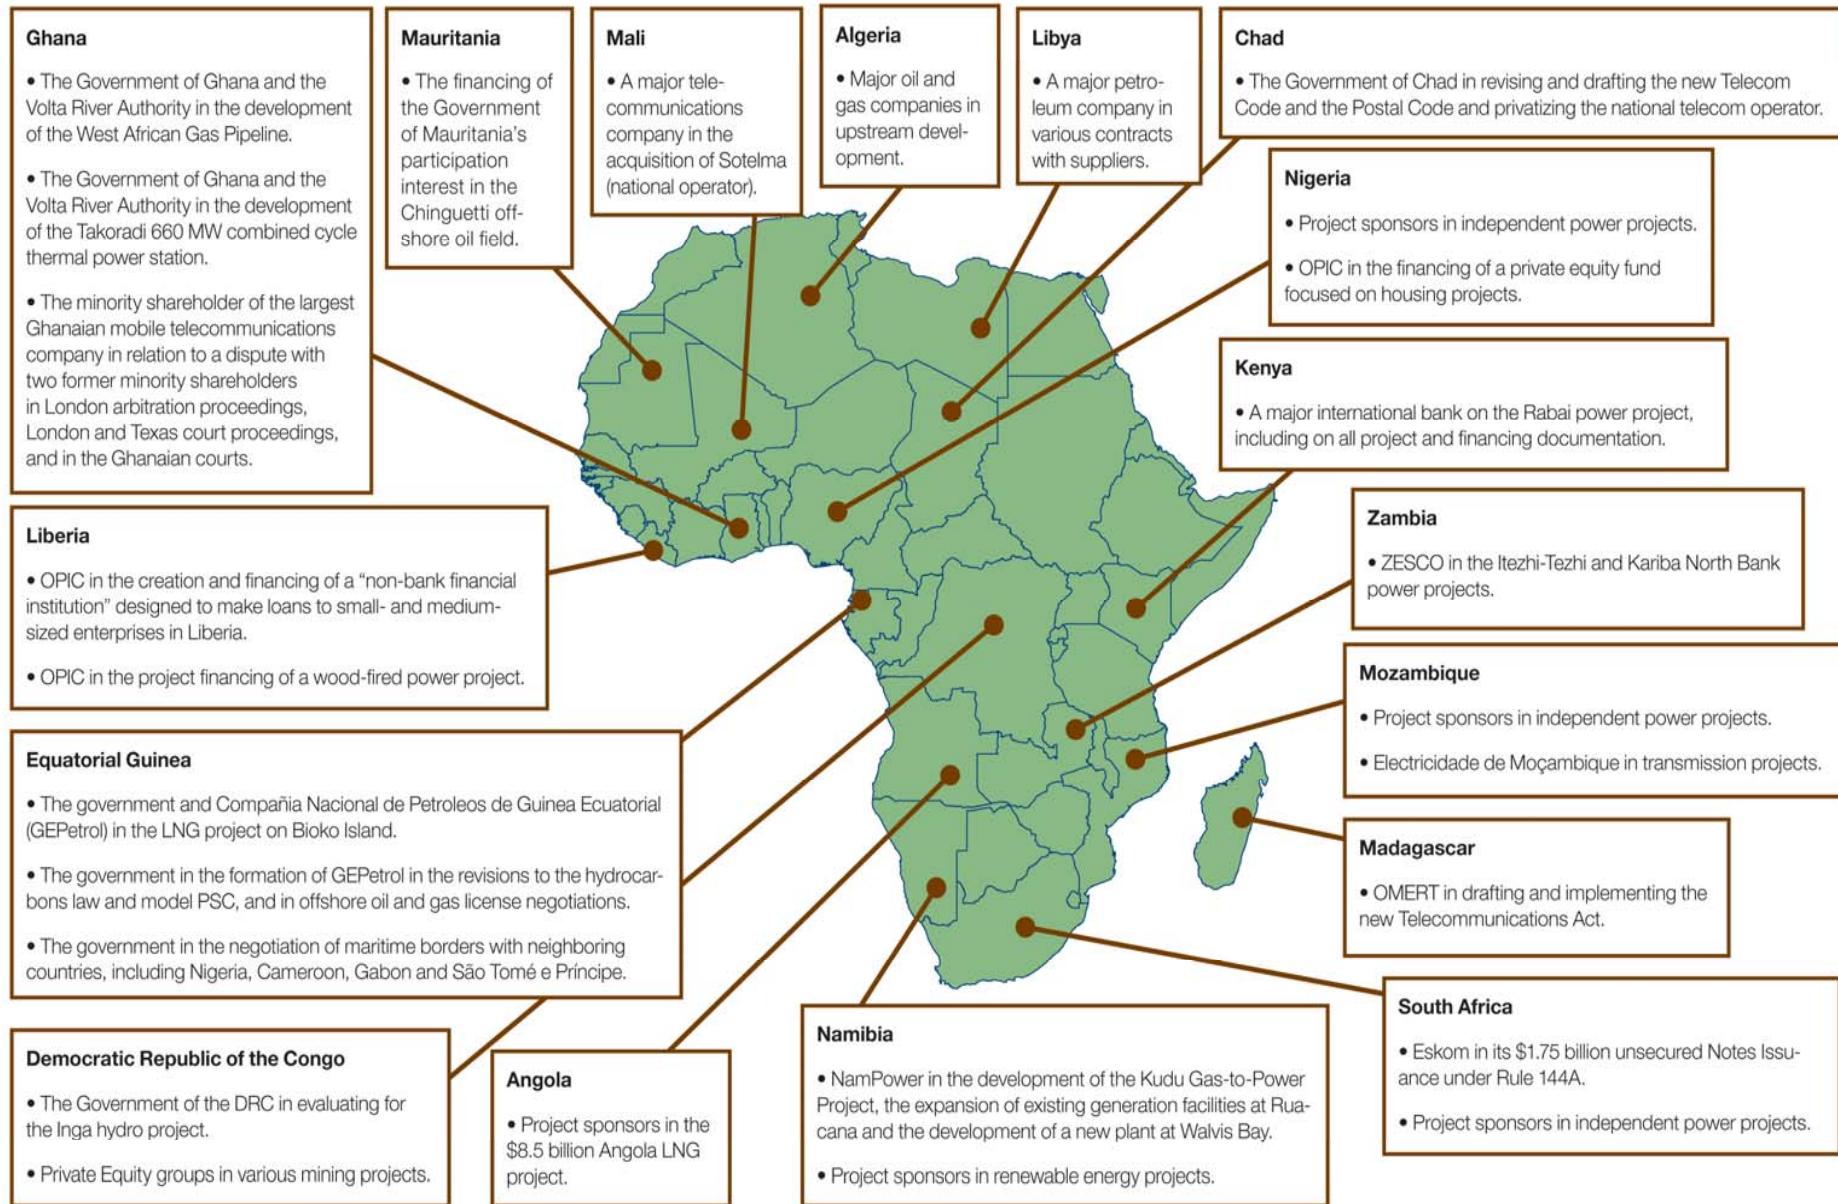 Ghana
• The Government of Ghana and the
Volta River Authority in the development
of the West African Gas Pipeline.
• The Government of Ghana and the
Volta River Authority in the development
of the Takoradi 660 MW combined cycle
thermal power station.
• The minority shareholder of the largest
Ghanaian mobile telecommunications
company in relation to a dispute with
two former minority shareholders
in London arbitration proceedings,
London and Texas court proceedings,
and in the Ghanaian courts.
Mauritania
• The financing of
the Government
of Mauritania's
participation
interest in the
Chinguetti off-
shore oil field.
Mali
• A major tele-
communications
company in the
acquisition of Sotelma
(national operator).
Algeria
• Major oil and
gas companies in
upstream devel-
opment.
Libya
• A major petro-
leum company in
various contracts
with suppliers.
Chad
• The Government of Chad in revising and drafting the new Telecom
Code and the Postal Code and privatizing the national telecom operator.
Nigeria
• Project sponsors in independent power projects.
• OPIC in the financing of a private equity fund
focused on housing projects.
Kenya
• A major international bank on the Rabai power project,
including on all project and financing documentation.
Zambia
• ZESCO in the Itezhi-Tezhi and Kariba North Bank
power projects.
Mozambique
• Project sponsors in independent power projects.
• Electricidade de Moçambique in transmission projects.
Madagascar
• OMERT in drafting and implementing the
new Telecommunications Act.
South Africa
• Eskom in its $1.75 billion unsecured Notes Issu-
ance under Rule 144A.
• Project sponsors in independent power projects.
Liberia
• OPIC in the creation and financing of a “non-bank financial
institution” designed to make loans to small- and medium-
sized enterprises in Liberia.
• OPIC in the project financing of a wood-fired power project.
Equatorial Guinea
• The government and Compañia Nacional de Petroleos de Guinea Ecuatorial
(GEPetrol) in the LNG project on Bioko Island.
• The government in the formation of GEPetrol in the revisions to the hydrocar-
bons law and model PSC, and in offshore oil and gas license negotiations.
• The government in the negotiation of maritime borders with neighboring
countries, including Nigeria, Cameroon, Gabon and São Tomé e Príncipe.
Democratic Republic of the Congo
• The Government of the DRC in evaluating for
the Inga hydro project.
• Private Equity groups in various mining projects.
Angola
• Project sponsors in the
$8.5 billion Angola LNG
project.
Namibia
• NamPower in the development of the Kudu Gas-to-Power
Project, the expansion of existing generation facilities at Rua-
cana and the development of a new plant at Walvis Bay.
• Project sponsors in renewable energy projects.